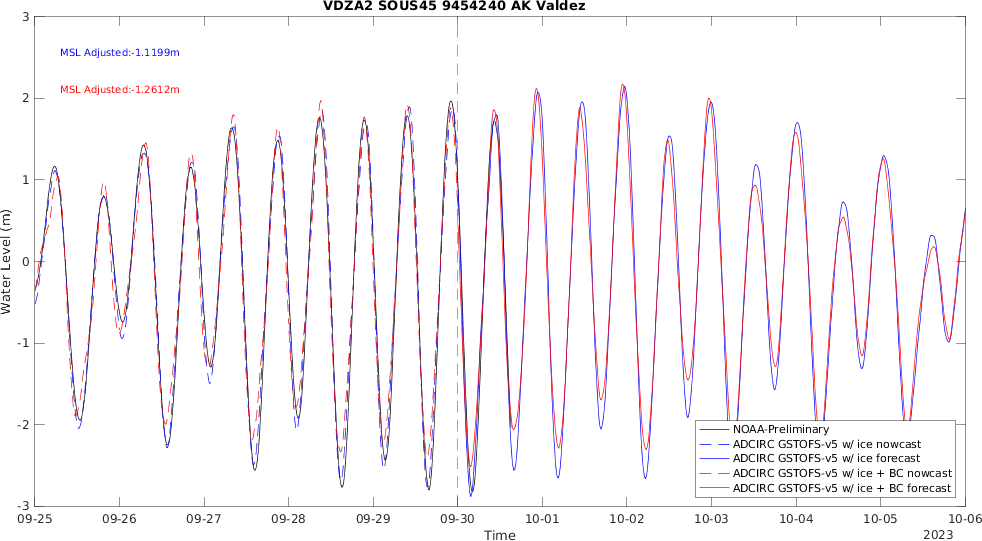 VDZA2 SOUS45 9454240 AK Valdez
MSL Adjusted:-1.1199m
MSL Adjusted:-1.2612m
Water Level (m)
3
2
1
0
-1
-2
-3
NOAA-Preliminary
ADCIRC GSTOFS-v5 w/ ice nowcast
ADCIRC GSTOFS-v5 w/ ice forecast
ADCIRC GSTOFS-v5 w/ ice + BC nowcast
ADCIRC GSTOFS-v5 w/ ice + BC forecast
09-25 09-26 09-27 09-28 09-29 09-30 10-01 10-02 10-03 10-04 10-05 10-06
Time
2023